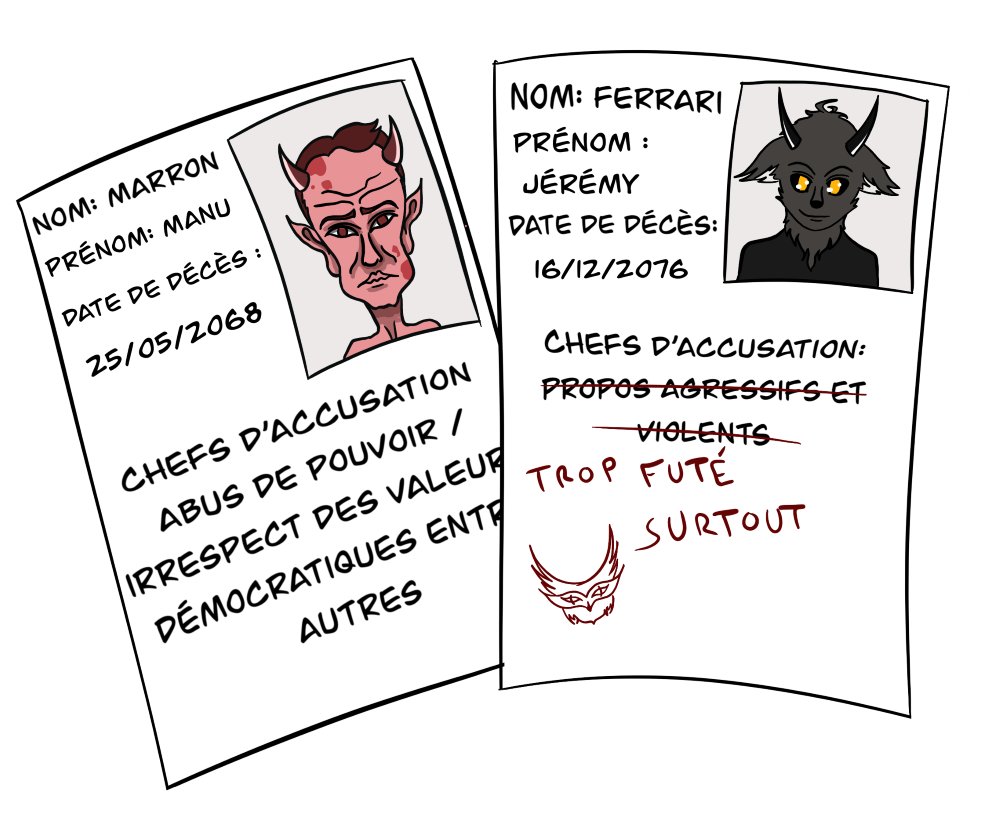 NOM: MARRON
PRÉNOM: MANU
DATE DE DÉCÈS :
25/05/2068
CHEFS D'ACCUSATION
ABUS DE POUVOIR /
IRRESPECT DES VALEUR
DÉMOCRATIQUES ENTR
AUTRES
NOM: FERRARI
PRÉNOM :
JÉRÉMY
DATE DE DÉCÈS:
16/12/2076
CHEFS D'ACCUSATION:
PROPOS AGRESSIFS ET
VIOLENTS
TROP FUTÉ
SURTOUT